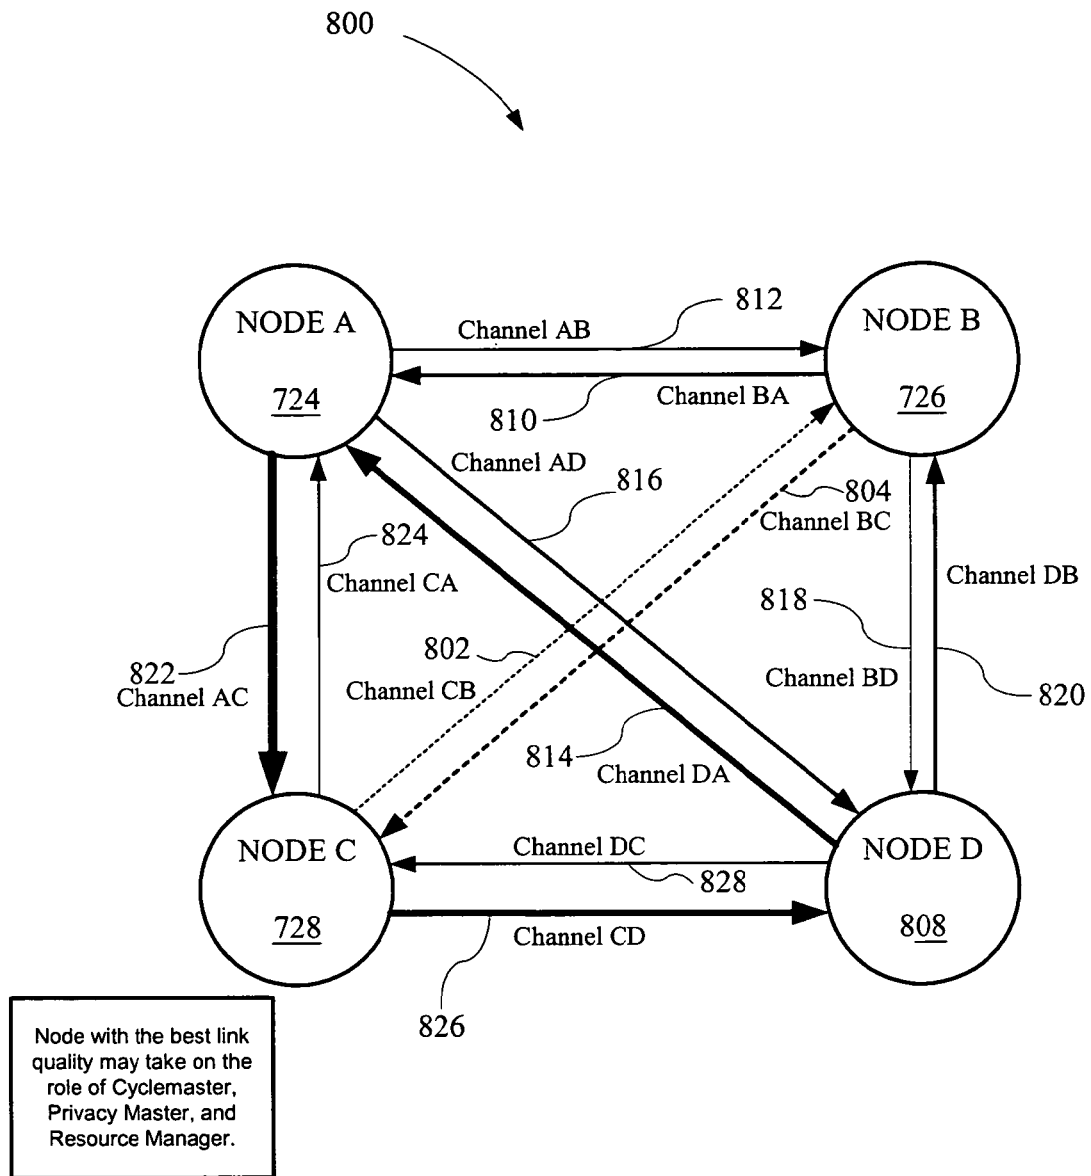 800
NODE A
724
NODE B
726
Channel AB
812
810
Channel BA
Channel AD
816
804
Channel BC
824
Channel CA
Channel DB
818
822
Channel AC
802
Channel CB
Channel BD
820
814
Channel DA
NODE C
728
Channel DC
828
NODE D
808
Channel CD
826
Node with the best link
quality may take on the
role of Cyclemaster,
Privacy Master, and
Resource Manager.